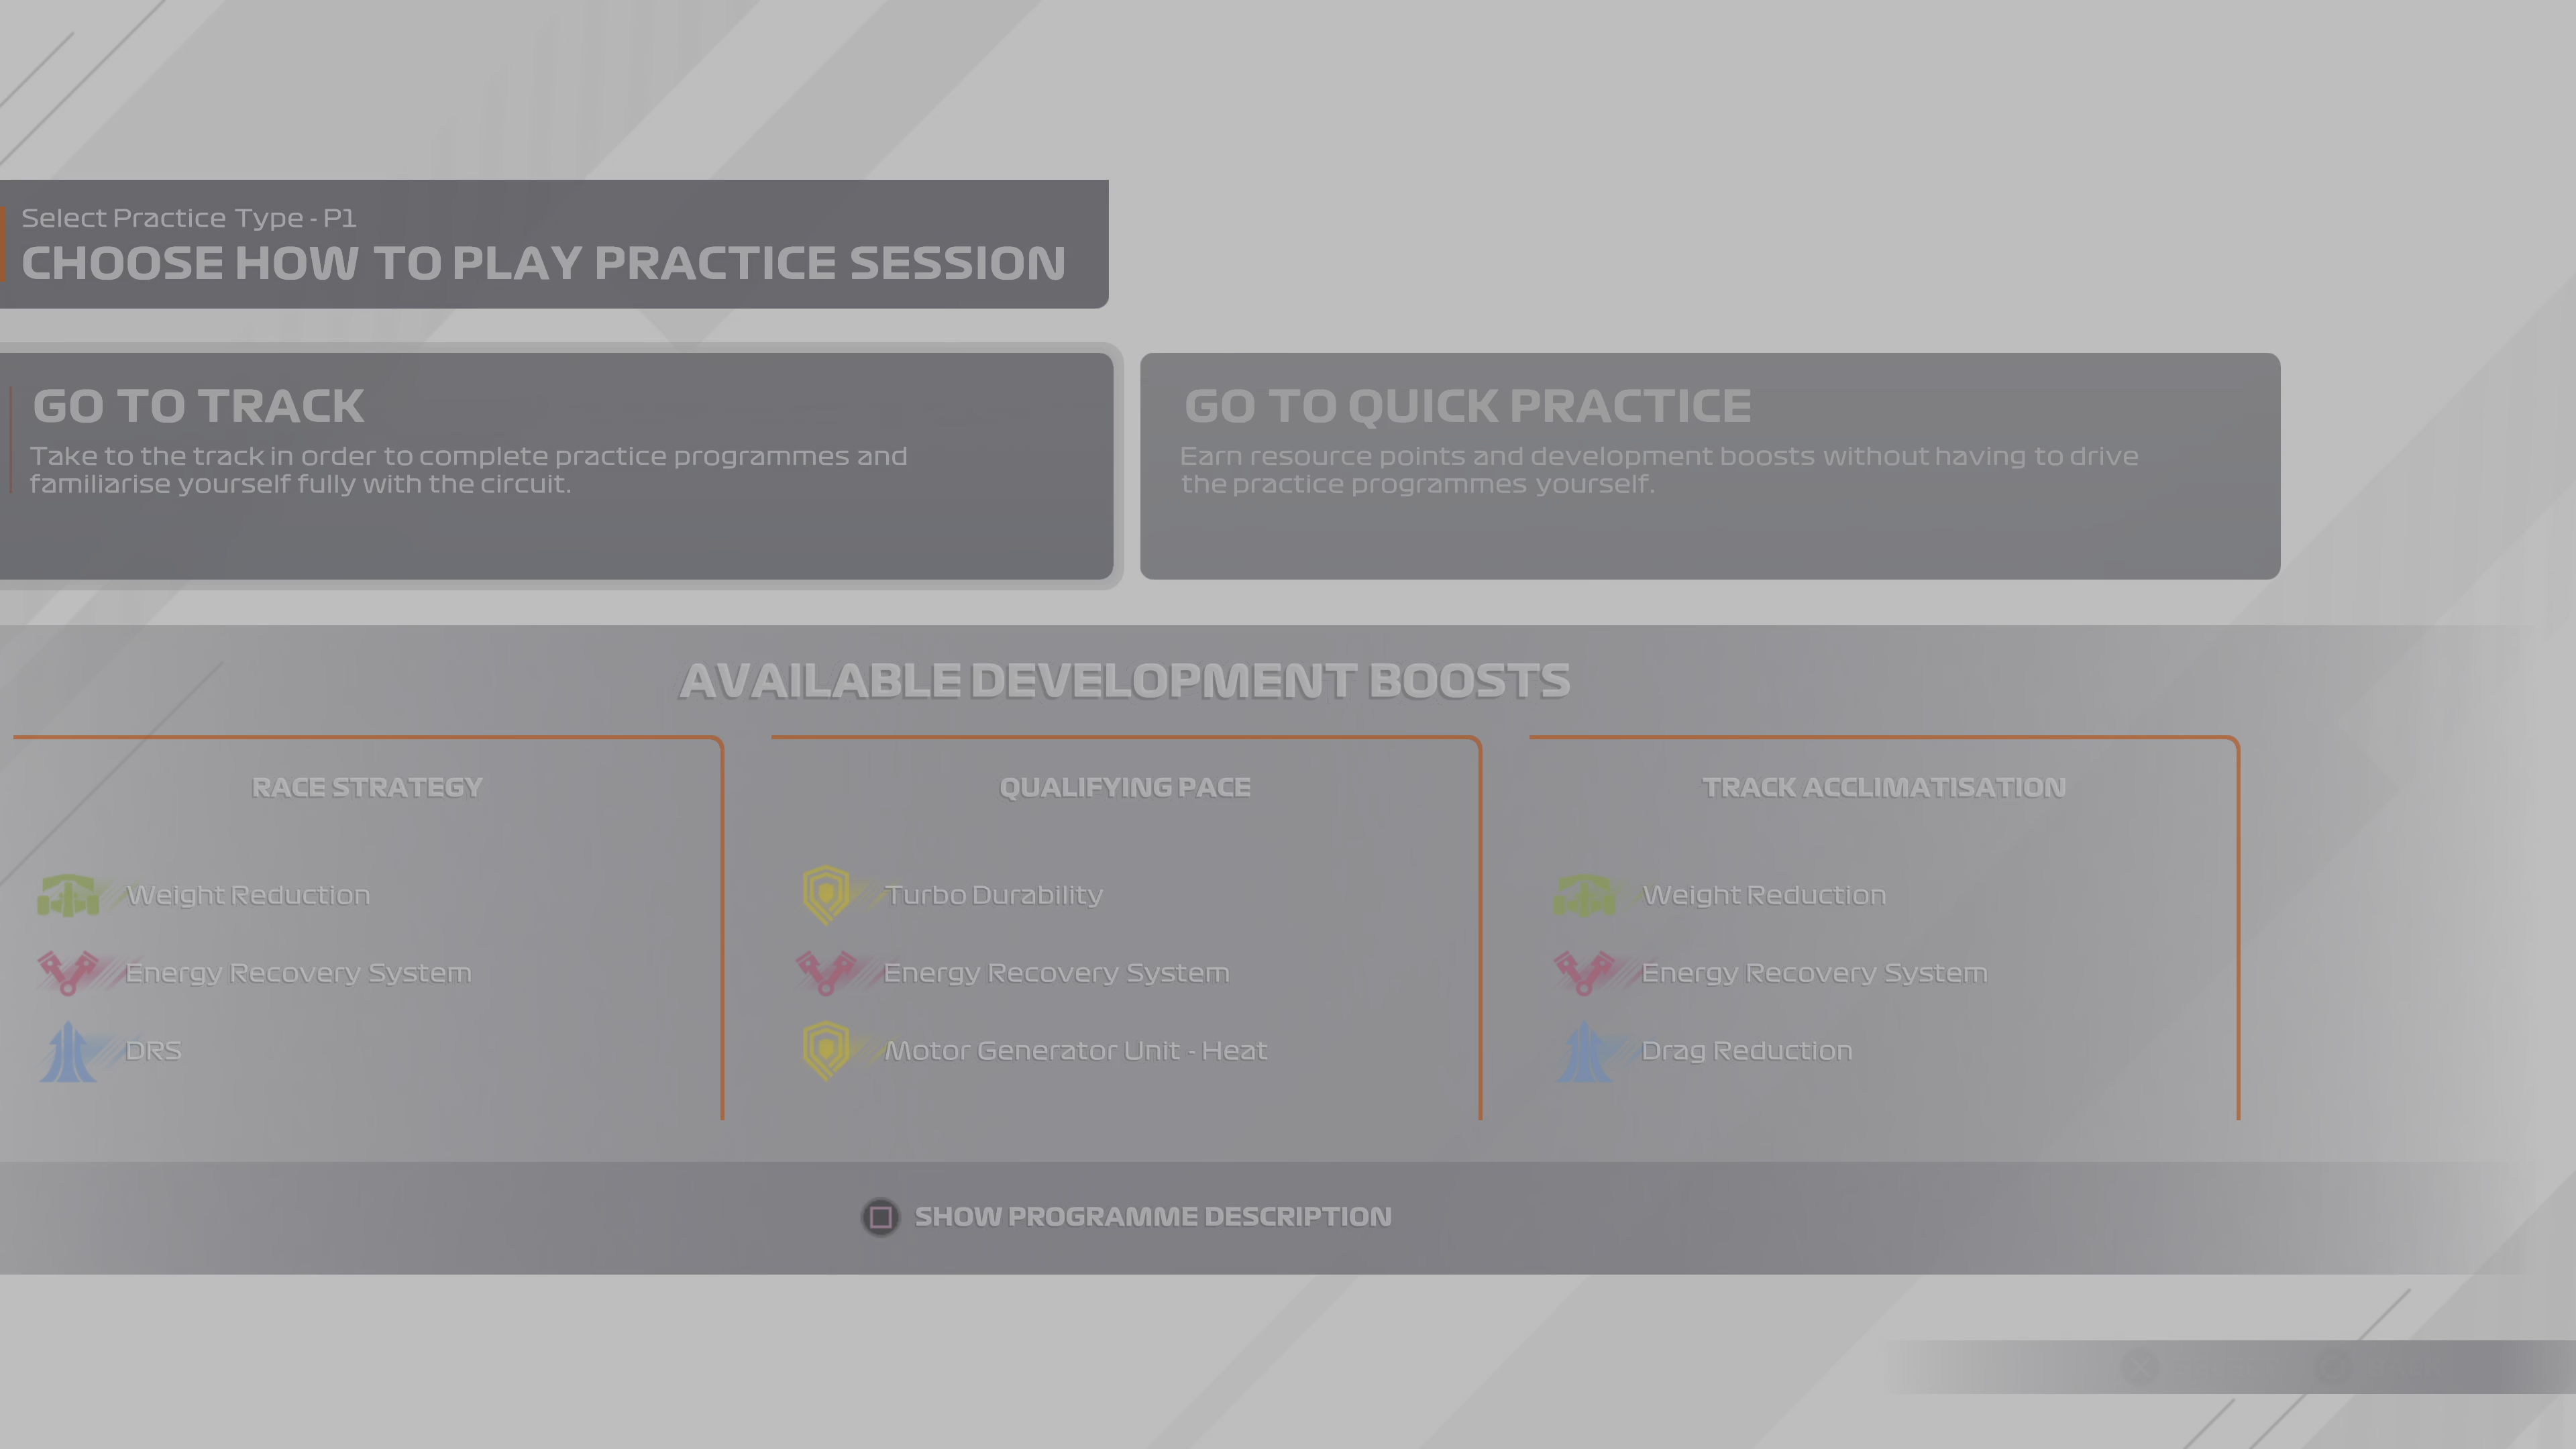 Select Practice Type - P1
CHOOSE HOW TO PLAY PRACTICE SESSION
GO TO TRACK
Take to the track in order to complete practice programmes and
familiarise yourself fully with the circuit.
GO TO QUICK PRACTICE
Earn resource points and development boosts without having to drive
the practice programmes yourself.
AVAILABLE DEVELOPMENT BOOSTS
RACE STRATEGY
Weight Reduction
Energy Recovery System
DRS
QUALIFYING PACE
Turbo Durability
Energy Recovery System
Motor Generator Unit - Heat
TRACK ACCLIMATISATION
Weight Reduction
Energy Recovery System
Drag Reduction
SHOW PROGRAMME DESCRIPTION